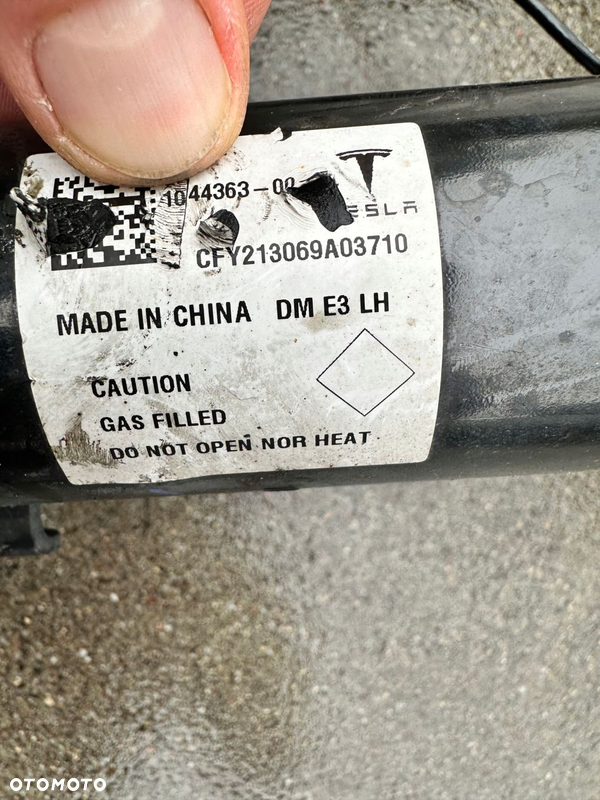 1044363-00
TESLA
CFY213069A03710
MADE IN CHINA DM E3 LH
CAUTION
GAS FILLED
DO NOT OPEN NOR HEAT
OTOMOTO